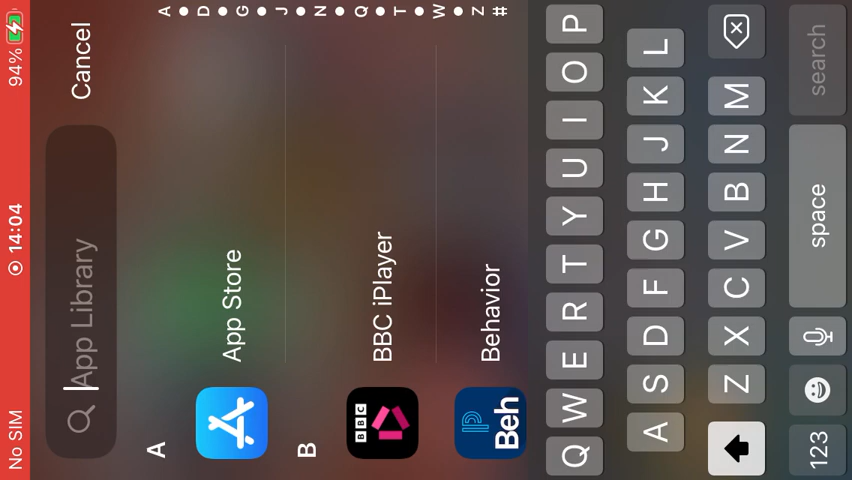 No SIM 14:04 94%
App Library Cancel
A
App Store
B
BBC
BBC iPlayer
Beh
Behavior
A
D
G
J
N
Q
T
W
Z
#
Q W E R T Y U I O P
A S D F G H J K L
Z X C V B N M
123 space search